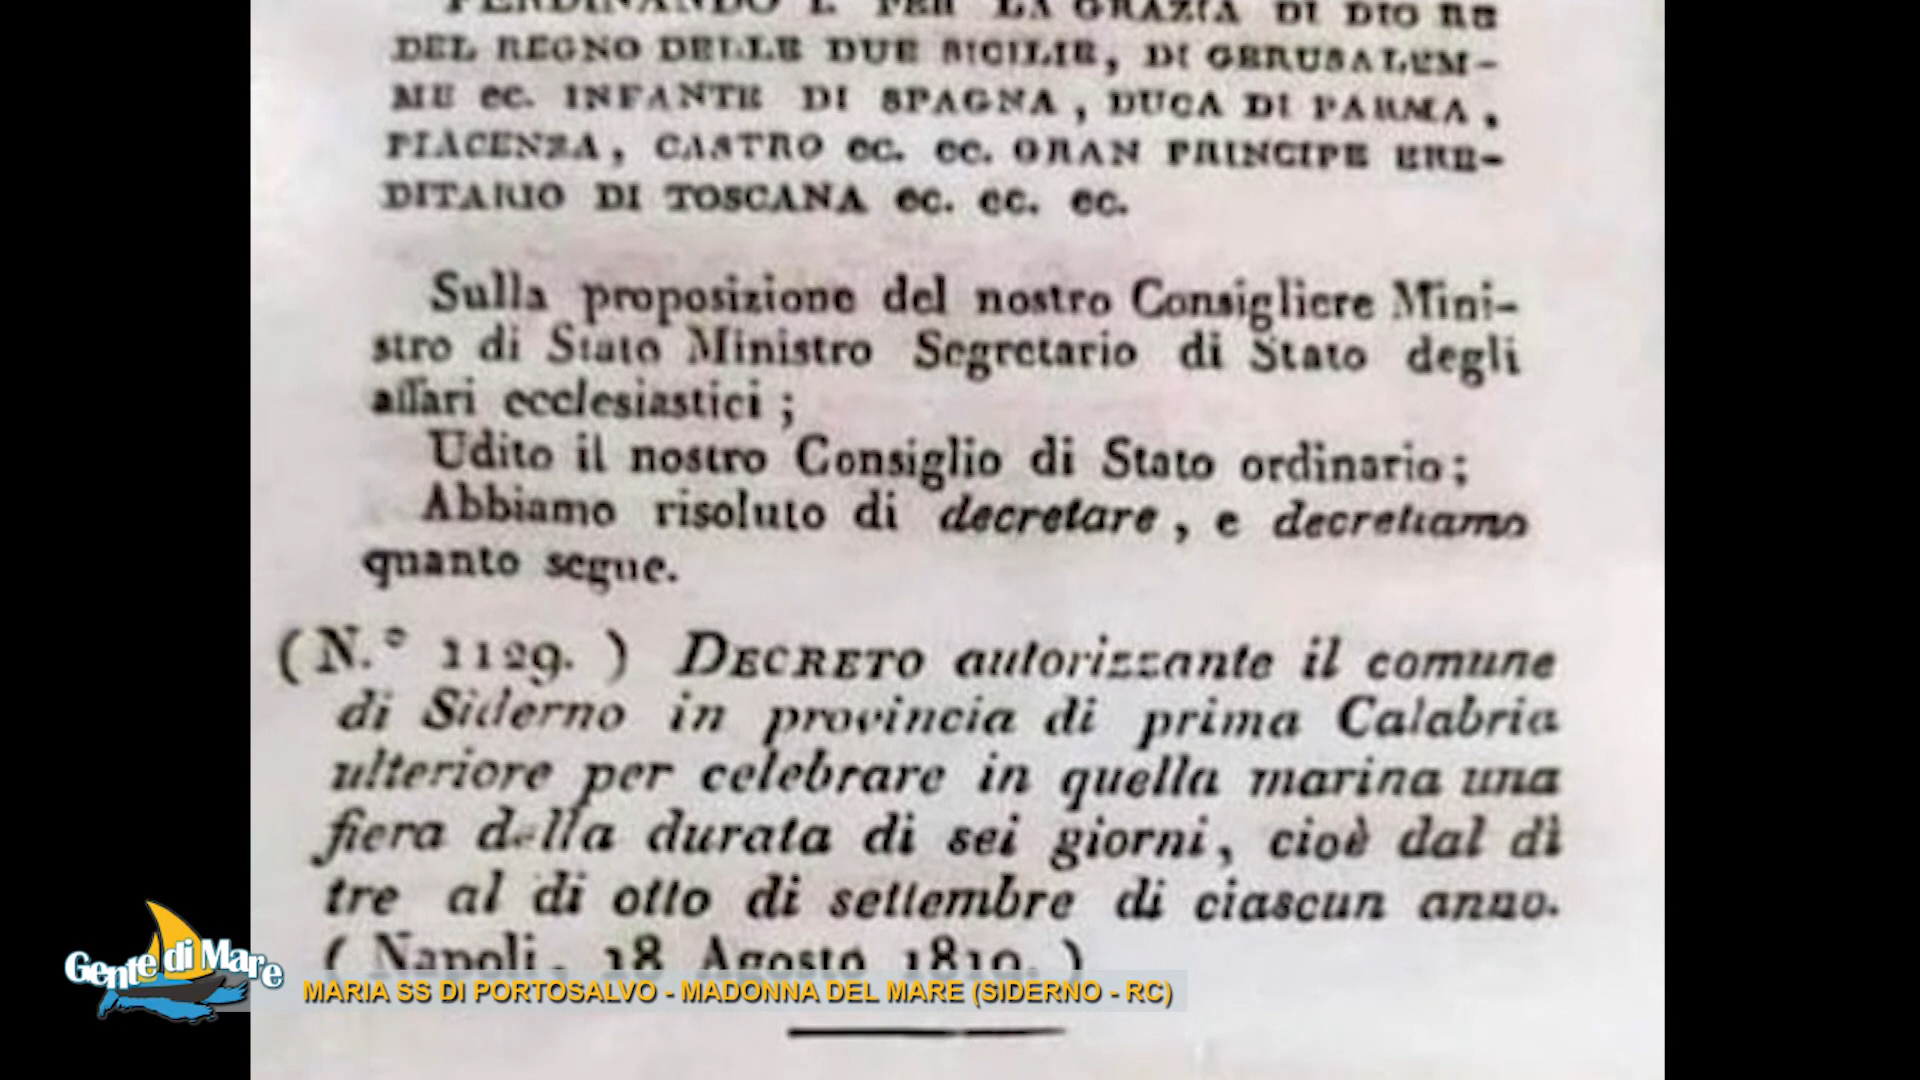 FERDINANDO I. PER LA GRAZIA DI DIO RE
DEL REGNO DELLE DUE SICILIE, DI GERUSALEM-
ME ec. INFANTE DI SPAGNA, DUCA DI PARMA,
PIACENZA, CASTRO ec. ec. GRAN PRINCIPE ERE-
DITARIO DI TOSCANA ec. ec. ec.
Sulla proposizione del nostro Consigliere Mini-
stro di Stato Ministro Segretario di Stato degli
affari ecclesiastici;
Udito il nostro Consiglio di Stato ordinario;
Abbiamo risoluto di decretare, e decretiamo
quanto segue.
(N.° 1129.) DECRETO autorizzante il comune
di Siderno in provincia di prima Calabria
ulteriore per celebrare in quella marina una
fiera della durata di sei giorni, cioè dal dì
tre al dì otto di settembre di ciascun anno.
(Napoli, 18 Agosto 1819.)
Gente di Mare
MARIA SS DI PORTOSALVO - MADONNA DEL MARE (SIDERNO - RC)